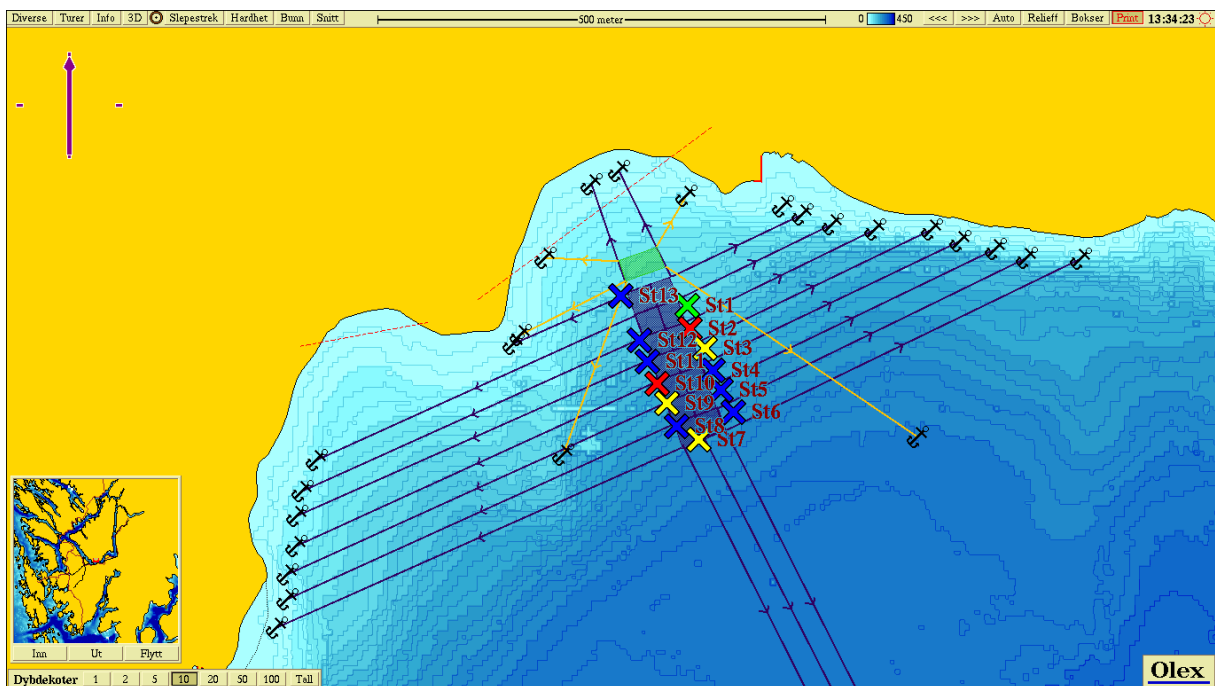 Diverse Turer Info 3D Slepestrek Hardhet Bunn Snitt 500 meter 0 450 <<< >>> Auto Relieff Bokser Print 13:34:23
St13 St1
St2
St12 St3
St11 St4
St10 St5
St9 St6
St8 St7
Inn Ut Flytt
Dybdekoter 1 2 5 10 20 50 100 Tall
Olex